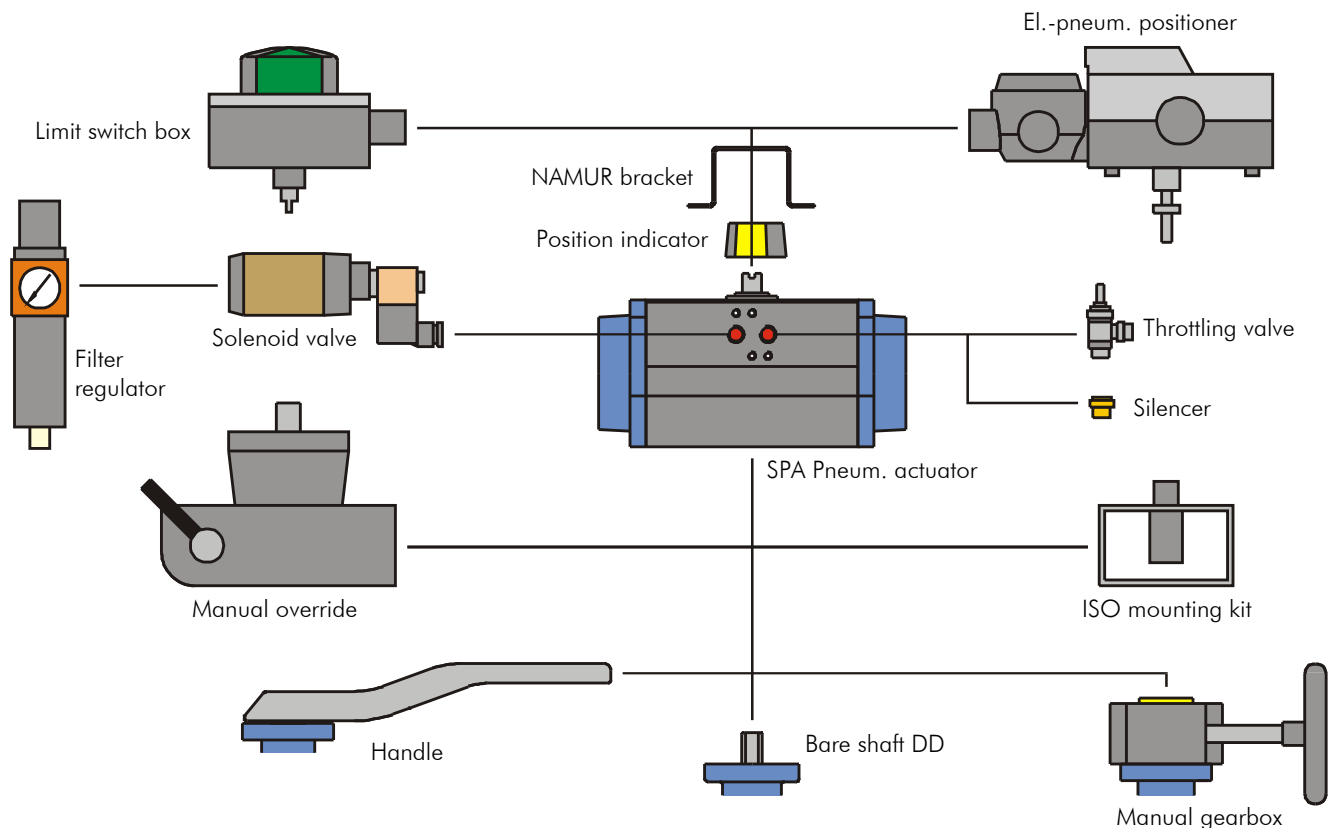 El.-pneum. positioner
Limit switch box
NAMUR bracket
Position indicator
Solenoid valve
Throttling valve
Filter
regulator
Silencer
SPA Pneum. actuator
Manual override
ISO mounting kit
Handle
Bare shaft DD
Manual gearbox